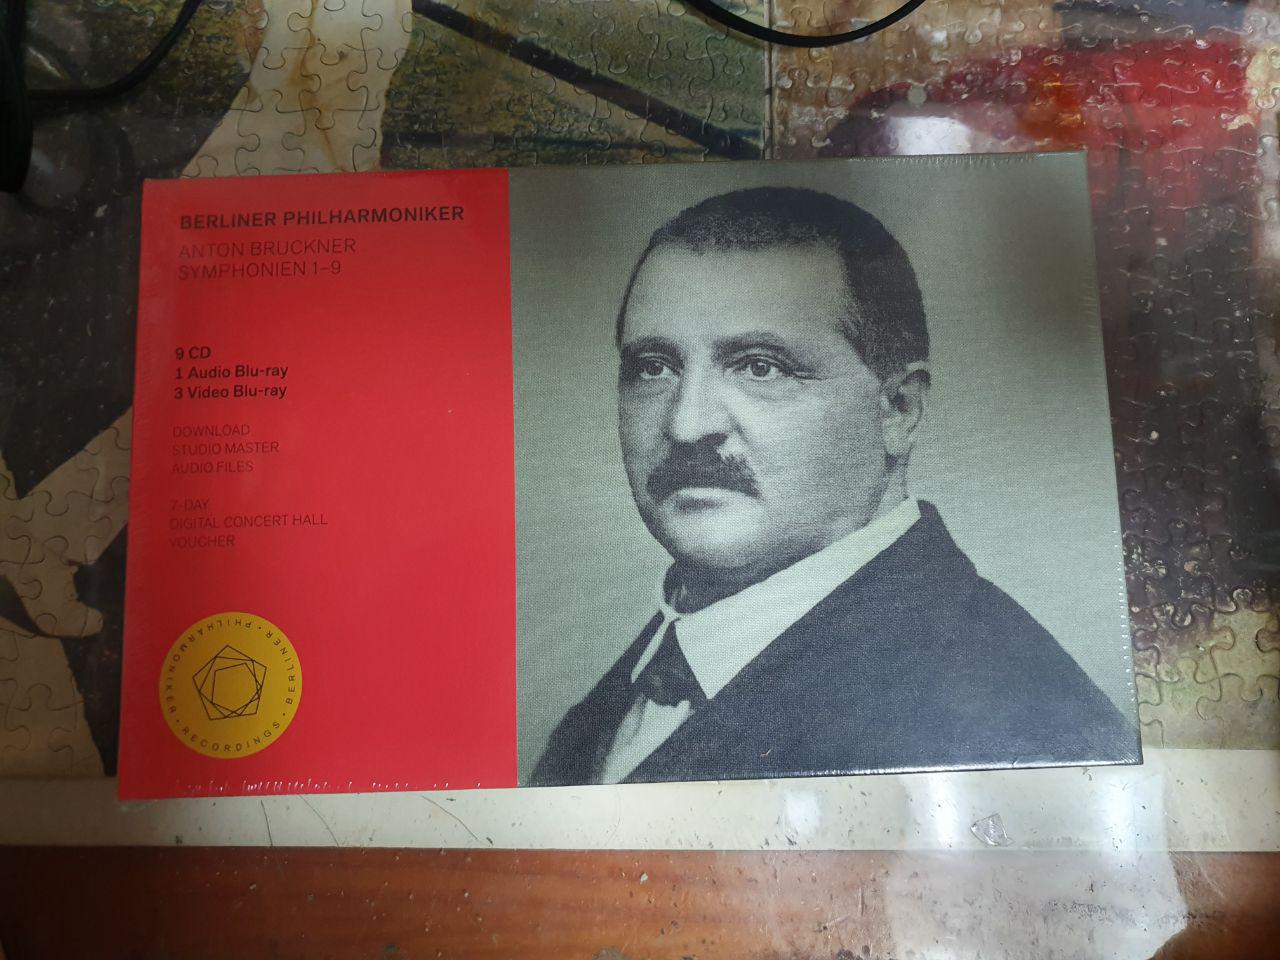 BERLINER PHILHARMONIKER
ANTON BRUCKNER
SYMPHONIEN 1–9
9 CD
1 Audio Blu-ray
3 Video Blu-ray
DOWNLOAD
STUDIO MASTER
AUDIO FILES
7-DAY
DIGITAL CONCERT HALL
VOUCHER
BERLINER • PHILHARMONIKER • RECORDINGS •